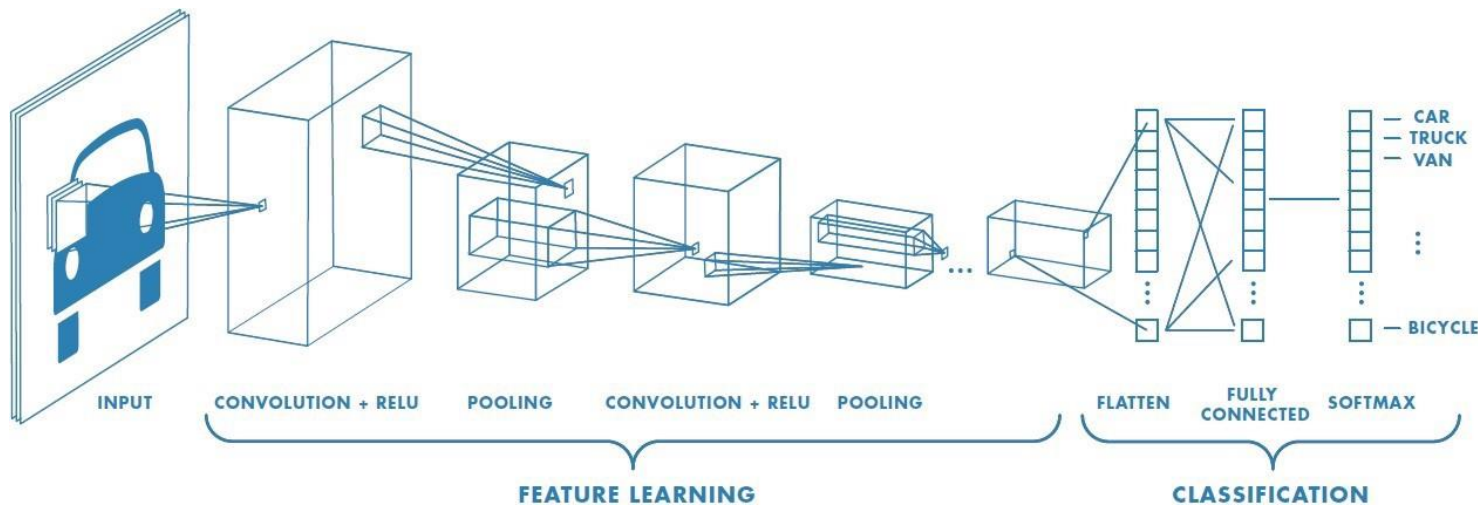 CAR
TRUCK
VAN
BICYCLE
INPUT
CONVOLUTION + RELU
POOLING
CONVOLUTION + RELU
POOLING
FLATTEN
FULLY
CONNECTED
SOFTMAX
FEATURE LEARNING
CLASSIFICATION